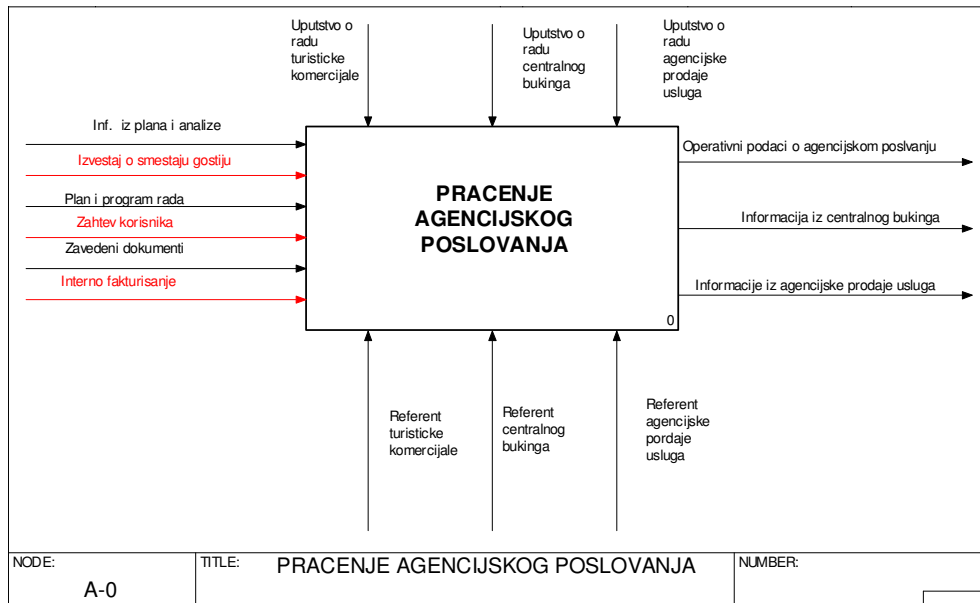 Uputstvo o
radu
turisticke
komercijale
Uputstvo o
radu
centralnog
bukinga
Uputstvo o
radu
agencijske
prodaje
usluga
Inf. iz plana i analize
Izvestaj o smestaju gostiju
Plan i program rada
Zahtev korisnika
Zavedeni dokumenti
Interno fakturisanje
PRACENJE
AGENCIJSKOG
POSLOVANJA
0
Operativni podaci o agencijskom poslvanju
Informacija iz centralnog bukinga
Informacije iz agencijske prodaje usluga
Referent
turisticke
komercijale
Referent
centralnog
bukinga
Referent
agencijske
pordaje
usluga
NODE:
A-0
TITLE:
PRACENJE AGENCIJSKOG POSLOVANJA
NUMBER: